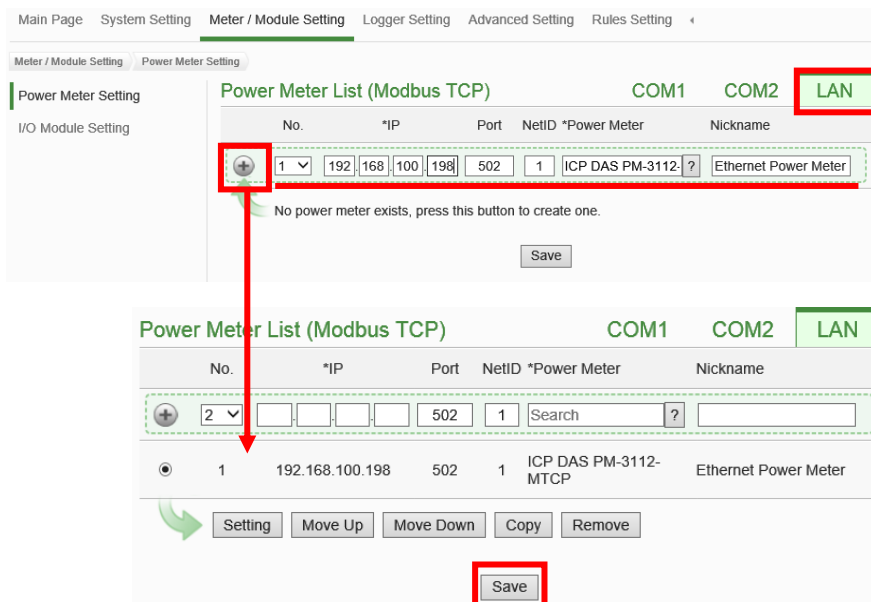 Main Page System Setting Meter / Module Setting Logger Setting Advanced Setting Rules Setting
Meter / Module Setting Power Meter Setting
Power Meter Setting
I/O Module Setting
Power Meter List (Modbus TCP) COM1 COM2 LAN
No. *IP Port NetID *Power Meter Nickname
1 192 . 168 . 100 . 198 502 1 ICP DAS PM-3112- ? Ethernet Power Meter
No power meter exists, press this button to create one.
Save
Power Meter List (Modbus TCP) COM1 COM2 LAN
No. *IP Port NetID *Power Meter Nickname
2 . . . 502 1 Search ?
1 192.168.100.198 502 1 ICP DAS PM-3112-MTCP Ethernet Power Meter
Setting Move Up Move Down Copy Remove
Save